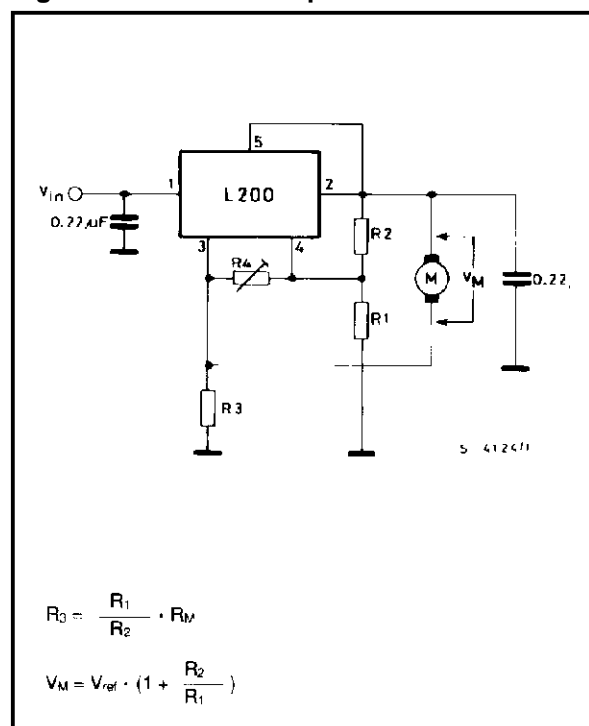 5
Vin
1
L200
2
0.22µF
3
4
R2
R4
M
VM
0.22
R1
R3
R3 = R1/R2 · RM
VM = Vref · (1 + R2/R1)